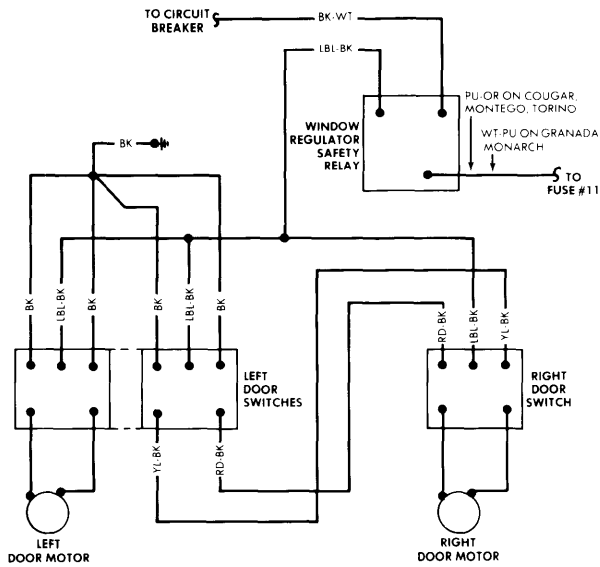 TO CIRCUIT
BREAKER
BK-WT
LBL-BK
PU-OR ON COUGAR,
MONTEGO, TORINO
WINDOW
REGULATOR
SAFETY
RELAY
WT-PU ON GRANADA
MONARCH
TO
FUSE #11
BK
BK
LBL-BK
BK
BK
LBL-BK
BK
RD-BK
LBL-BK
YL-BK
LEFT
DOOR
SWITCHES
RIGHT
DOOR
SWITCH
YL-BK
RD-BK
LEFT
DOOR MOTOR
RIGHT
DOOR MOTOR